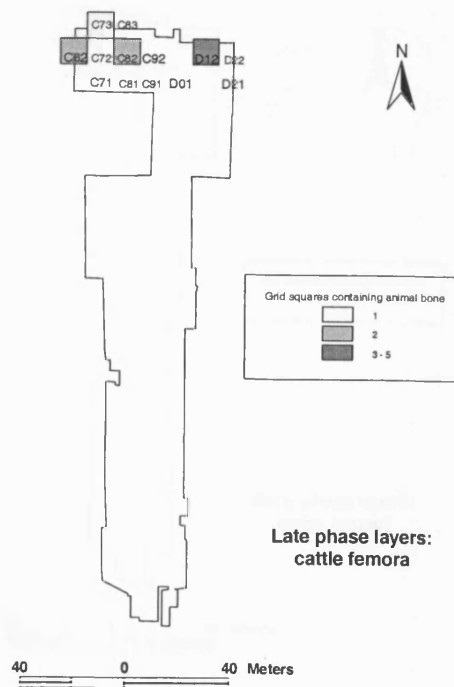 C73 C83
N
C62 C72 C82 C92 D12 D22
C71 C81 C91 D01 D21
Grid squares containing animal bone
1
2
3 - 5
Late phase layers:
cattle femora
40 0 40 Meters